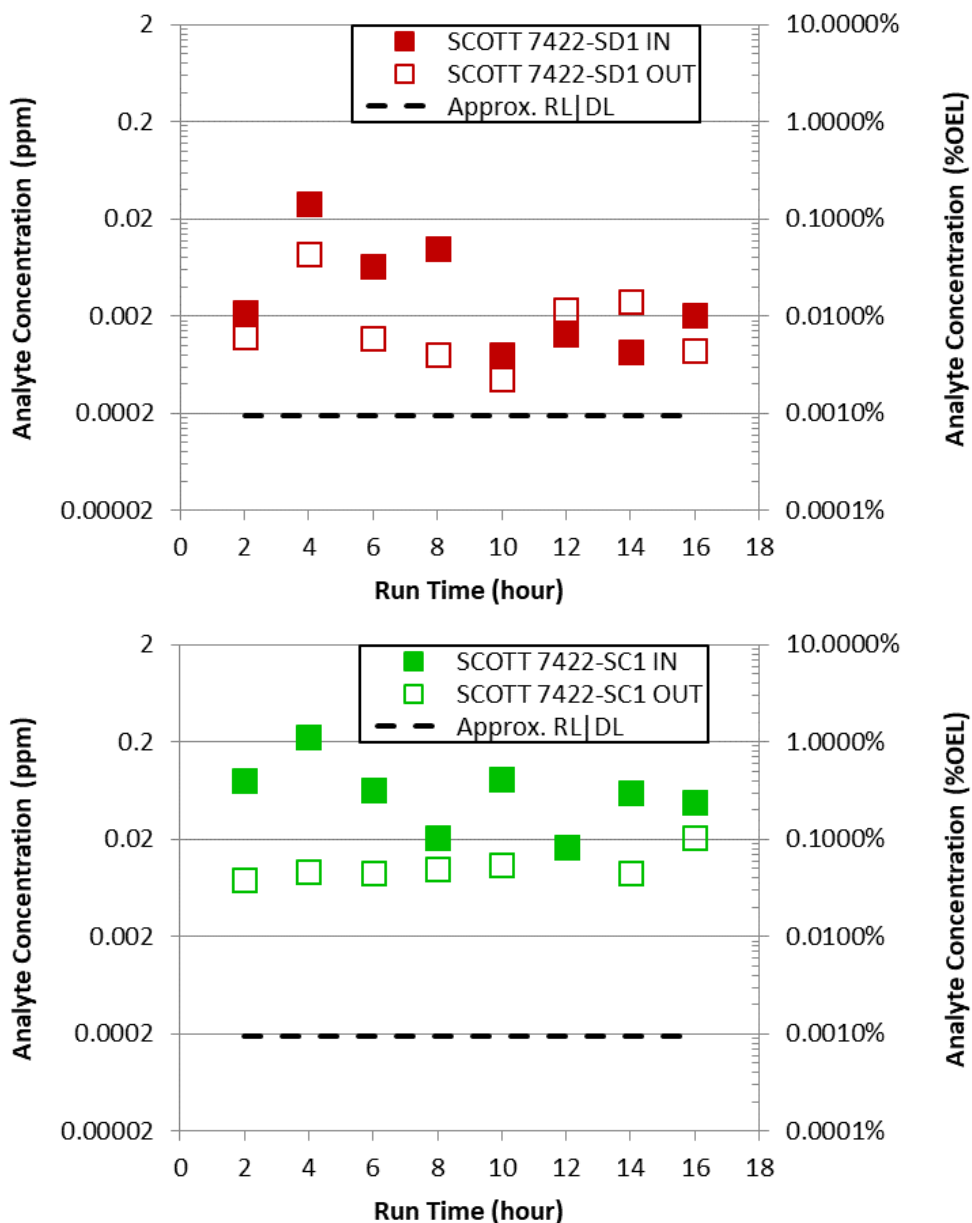 SCOTT 7422-SD1 IN
SCOTT 7422-SD1 OUT
Approx. RL|DL
Analyte Concentration (ppm)
2
0.2
0.02
0.002
0.0002
0.00002
10.0000%
1.0000%
0.1000%
0.0100%
0.0010%
0.0001%
Analyte Concentration (%OEL)
0 2 4 6 8 10 12 14 16 18
Run Time (hour)
SCOTT 7422-SC1 IN
SCOTT 7422-SC1 OUT
Approx. RL|DL
Analyte Concentration (ppm)
2
0.2
0.02
0.002
0.0002
0.00002
10.0000%
1.0000%
0.1000%
0.0100%
0.0010%
0.0001%
Analyte Concentration (%OEL)
0 2 4 6 8 10 12 14 16 18
Run Time (hour)